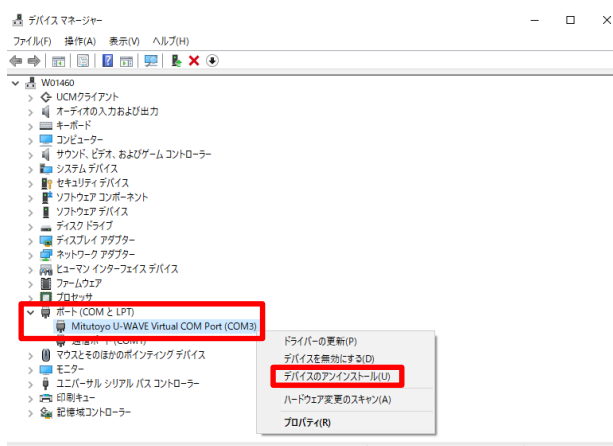 デバイス マネージャー
ファイル(F) 操作(A) 表示(V) ヘルプ(H)
W01460
UCMクライアント
オーディオの入力および出力
キーボード
コンピューター
サウンド、ビデオ、およびゲーム コントローラー
システム デバイス
セキュリティ デバイス
ソフトウェア コンポーネント
ソフトウェア デバイス
ディスク ドライブ
ディスプレイ アダプター
ネットワーク アダプター
ヒューマン インターフェイス デバイス
ファームウェア
プロセッサ
ポート (COM と LPT)
Mitutoyo U-WAVE Virtual COM Port (COM3)
通信ポート (COM1)
マウスとそのほかのポインティング デバイス
モニター
ユニバーサル シリアル バス コントローラー
印刷キュー
記憶域コントローラー
ドライバーの更新(P)
デバイスを無効にする(D)
デバイスのアンインストール(U)
ハードウェア変更のスキャン(A)
プロパティ(R)